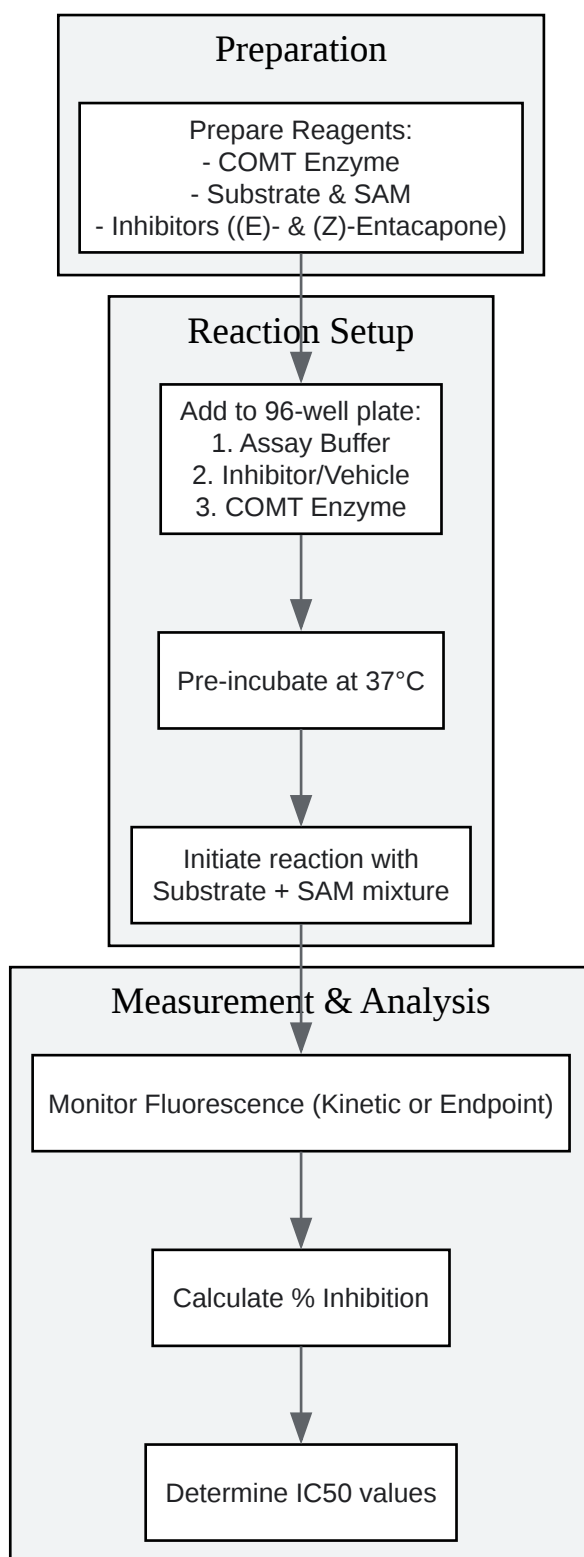 Preparation
Prepare Reagents:
- COMT Enzyme
- Substrate & SAM
- Inhibitors ((E)- & (Z)-Entacapone)
Reaction Setup
Add to 96-well plate:
1. Assay Buffer
2. Inhibitor/Vehicle
3. COMT Enzyme
Pre-incubate at 37°C
Initiate reaction with
Substrate + SAM mixture
Measurement & Analysis
Monitor Fluorescence (Kinetic or Endpoint)
Calculate % Inhibition
Determine IC50 values